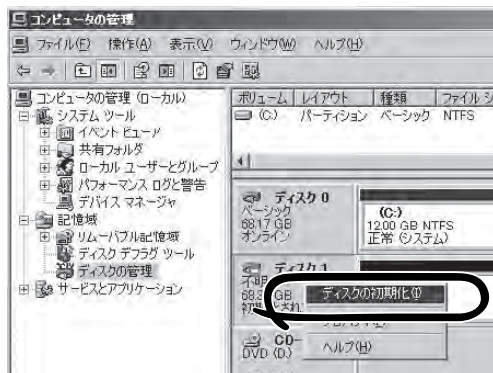 コンピュータの管理
ファイル(F) 操作(A) 表示(V) ウィンドウ(W) ヘルプ(H)
コンピュータの管理 (ローカル)
システム ツール
イベント ビューア
共有フォルダ
ローカル ユーザーとグループ
パフォーマンス ログと警告
デバイス マネージャ
記憶域
リムーバブル記憶域
ディスク デフラグ ツール
ディスクの管理
サービスとアプリケーション
ボリューム レイアウト 種類 ファイル シ
(C:) パーティション ベーシック NTFS
ディスク 0
ベーシック
68.17 GB
オンライン
(C:)
12.00 GB NTFS
正常 (システム)
ディスク 1
不明
GB
ディスクの初期化(I)
ヘルプ(H)
CD-
DVD (D:)